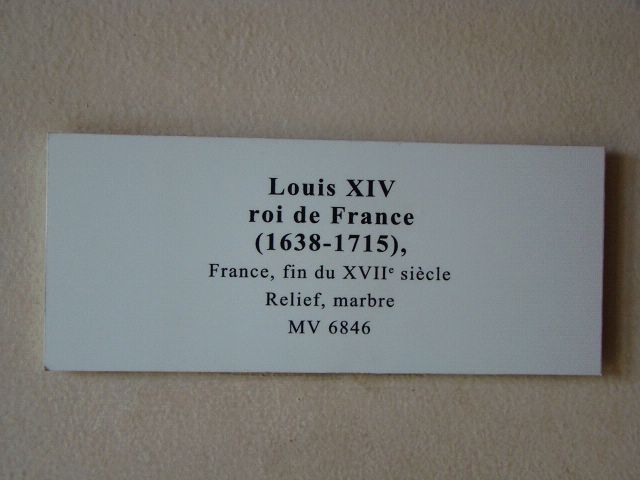 Louis XIV
roi de France
(1638-1715),
France, fin du XVIIᵉ siècle
Relief, marbre
MV 6846